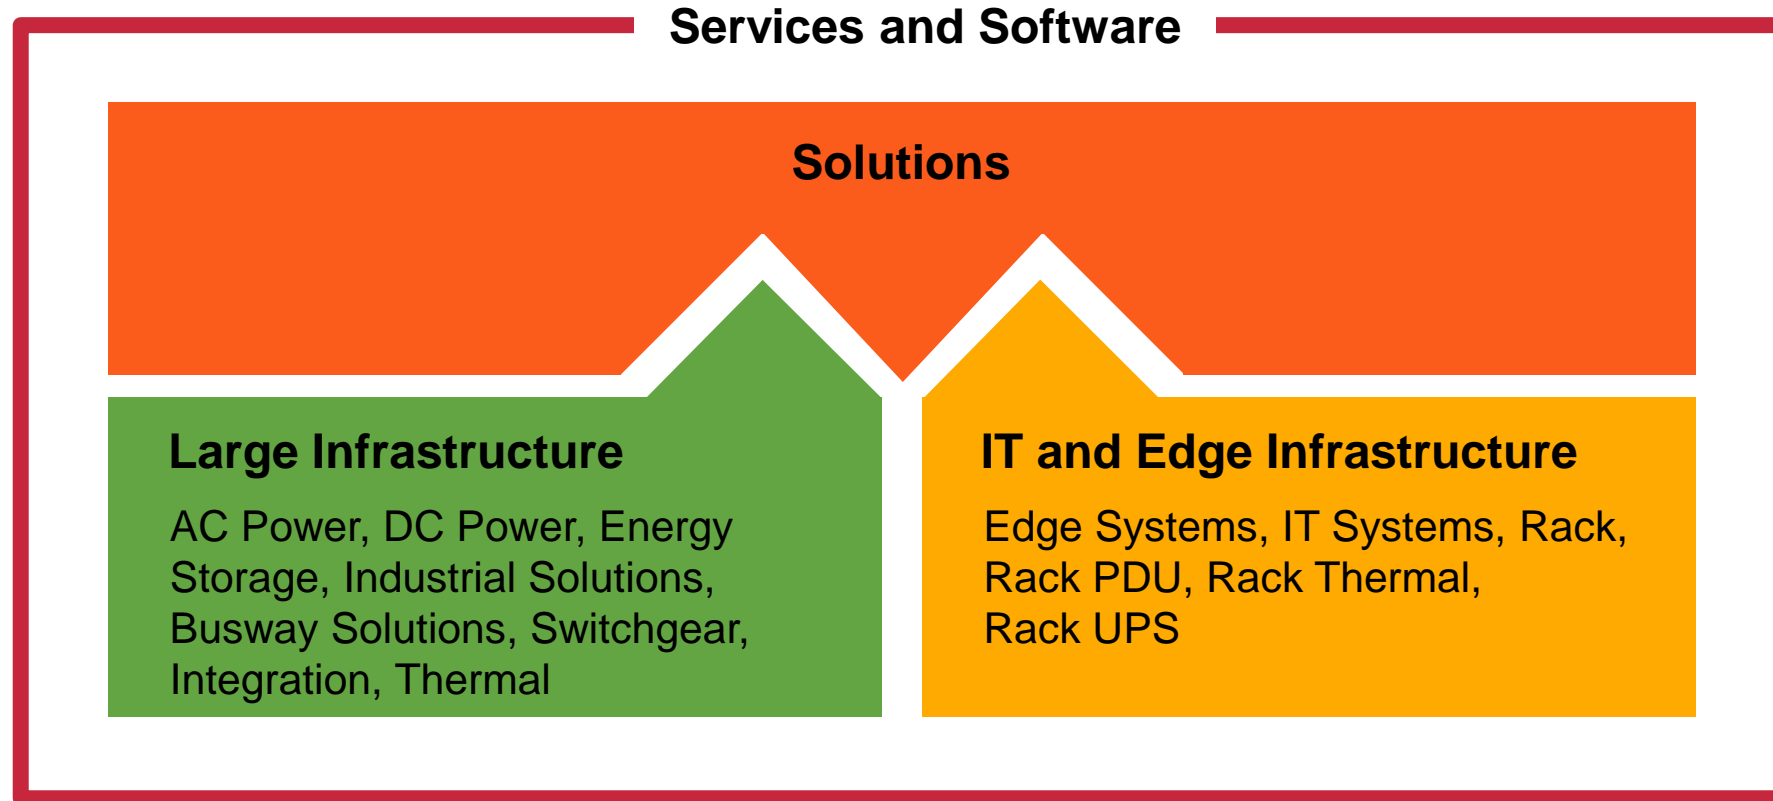 Services and Software
Solutions
Large Infrastructure
AC Power, DC Power, Energy
Storage, Industrial Solutions,
Busway Solutions, Switchgear,
Integration, Thermal
IT and Edge Infrastructure
Edge Systems, IT Systems, Rack,
Rack PDU, Rack Thermal,
Rack UPS